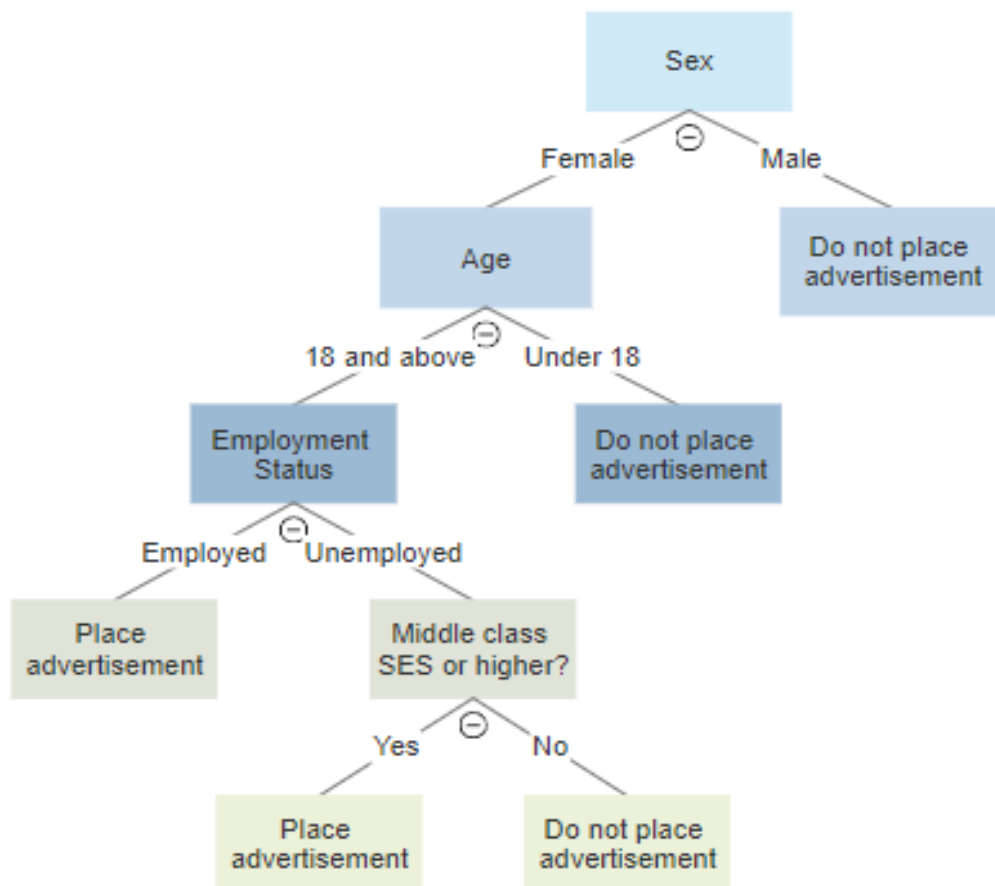 Sex
Female
Male
Age
Do not place
advertisement
18 and above
Under 18
Employment
Status
Do not place
advertisement
Employed
Unemployed
Place
advertisement
Middle class
SES or higher?
Yes
No
Place
advertisement
Do not place
advertisement